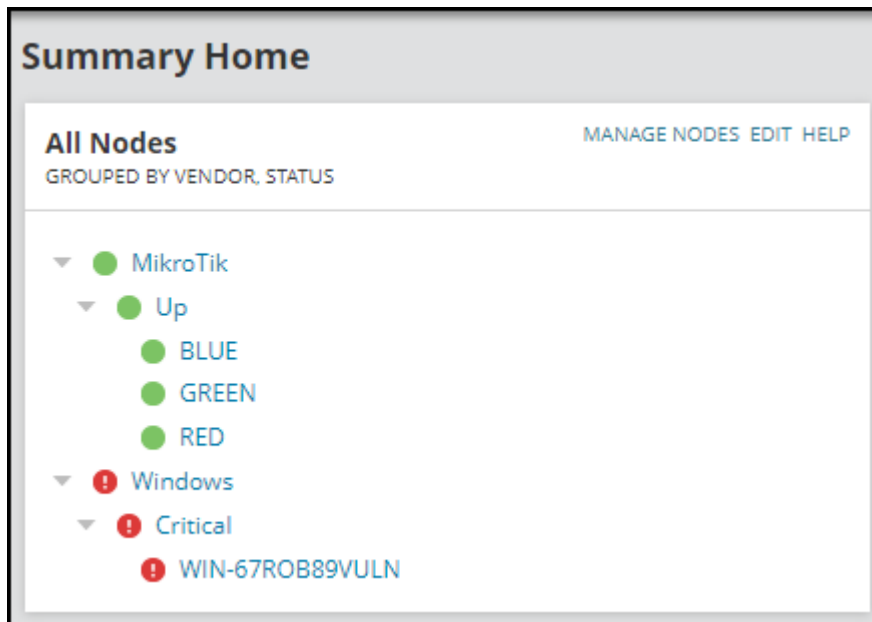 Summary Home
All Nodes
MANAGE NODES EDIT HELP
GROUPED BY VENDOR, STATUS
MikroTik
Up
BLUE
GREEN
RED
Windows
Critical
WIN-67ROB89VULN